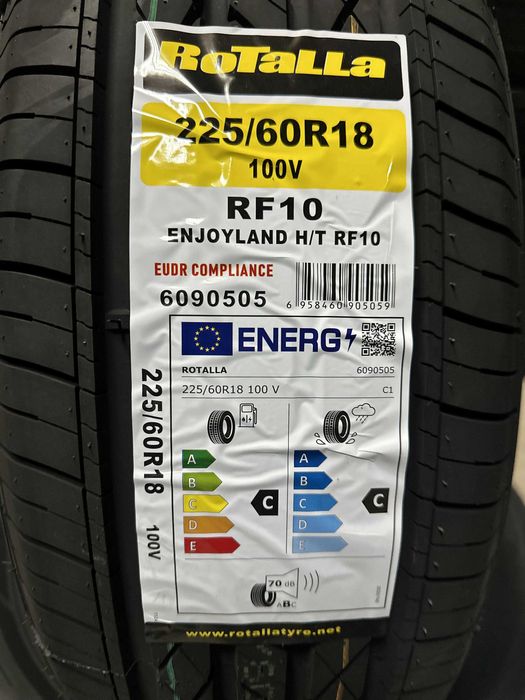 RoTaLLa
225/60R18
100V
RF10
ENJOYLAND H/T RF10
EUDR COMPLIANCE
6090505
6 958460 905059
ENERG
ROTALLA 6090505
225/60R18 100 V C1
A A
B B
C C C C
D D
E E
70 dB
ABC
225/60R18 100V
www.rotallatyre.net